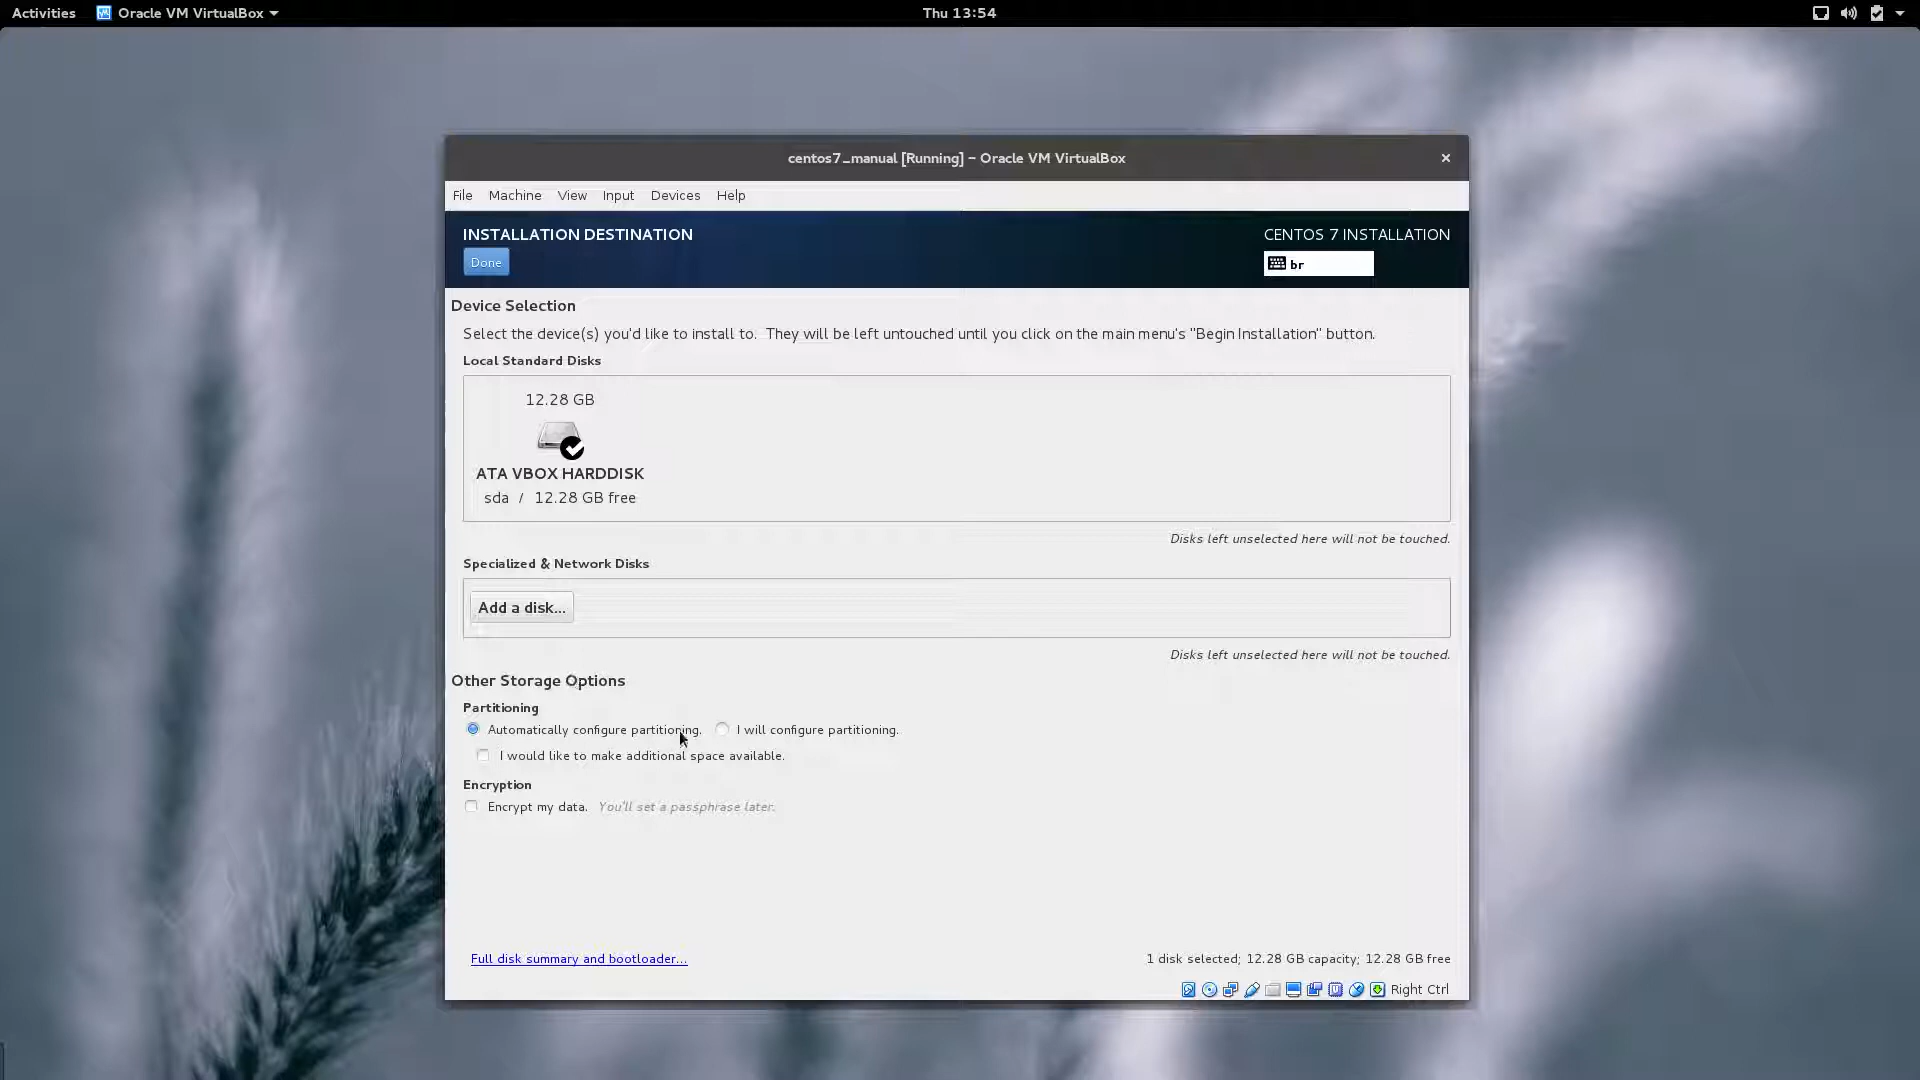 Activities Oracle VM VirtualBox Thu 13:54
centos7_manual [Running] – Oracle VM VirtualBox
File Machine View Input Devices Help
INSTALLATION DESTINATION CENTOS 7 INSTALLATION
Done br
Device Selection
Select the device(s) you'd like to install to. They will be left untouched until you click on the main menu's "Begin Installation" button.
Local Standard Disks
12.28 GB
ATA VBOX HARDDISK
sda / 12.28 GB free
Disks left unselected here will not be touched.
Specialized & Network Disks
Add a disk...
Disks left unselected here will not be touched.
Other Storage Options
Partitioning
Automatically configure partitioning. I will configure partitioning.
I would like to make additional space available.
Encryption
Encrypt my data. You'll set a passphrase later.
Full disk summary and bootloader... 1 disk selected; 12.28 GB capacity; 12.28 GB free
Right Ctrl